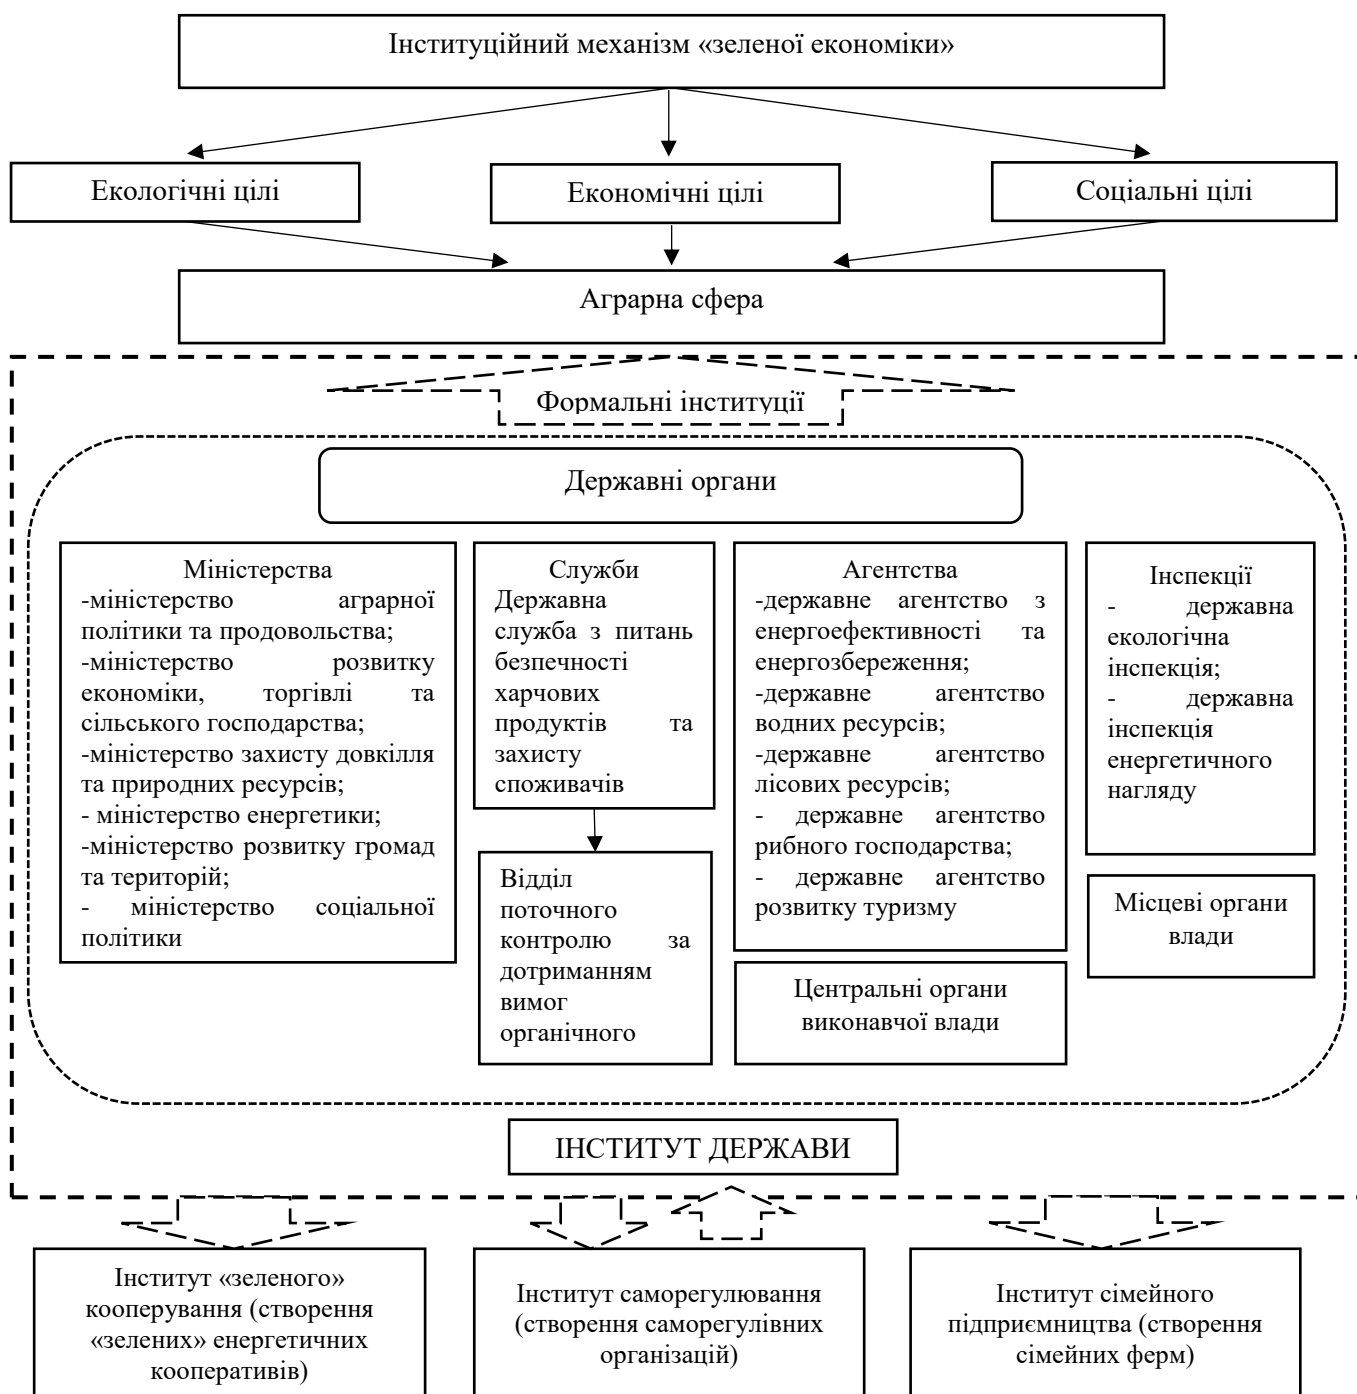 Інституційний механізм «зеленої економіки»
Екологічні цілі
Економічні цілі
Соціальні цілі
Аграрна сфера
Формальні інституції
Державні органи
Міністерства
-міністерство аграрної
політики та продовольства;
-міністерство розвитку
економіки, торгівлі та
сільського господарства;
-міністерство захисту довкілля
та природних ресурсів;
- міністерство енергетики;
-міністерство розвитку громад
та територій;
- міністерство соціальної
політики
Служби
Державна
служба з питань
безпечності
харчових
продуктів та
захисту
споживачів
Відділ
поточного
контролю за
дотриманням
вимог
органічного
Агентства
-державне агентство з
енергоефективності та
енергозбереження;
-державне агентство
водних ресурсів;
-державне агентство
лісових ресурсів;
- державне агентство
рибного господарства;
- державне агентство
розвитку туризму
Центральні органи
виконавчої влади
Інспекції
- державна
екологічна
інспекція;
- державна
інспекція
енергетичного
нагляду
Місцеві органи
влади
ІНСТИТУТ ДЕРЖАВИ
Інститут «зеленого»
кооперування (створення
«зелених» енергетичних
кооперативів)
Інститут саморегулювання
(створення саморегулівних
організацій)
Інститут сімейного
підприємництва (створення
сімейних ферм)